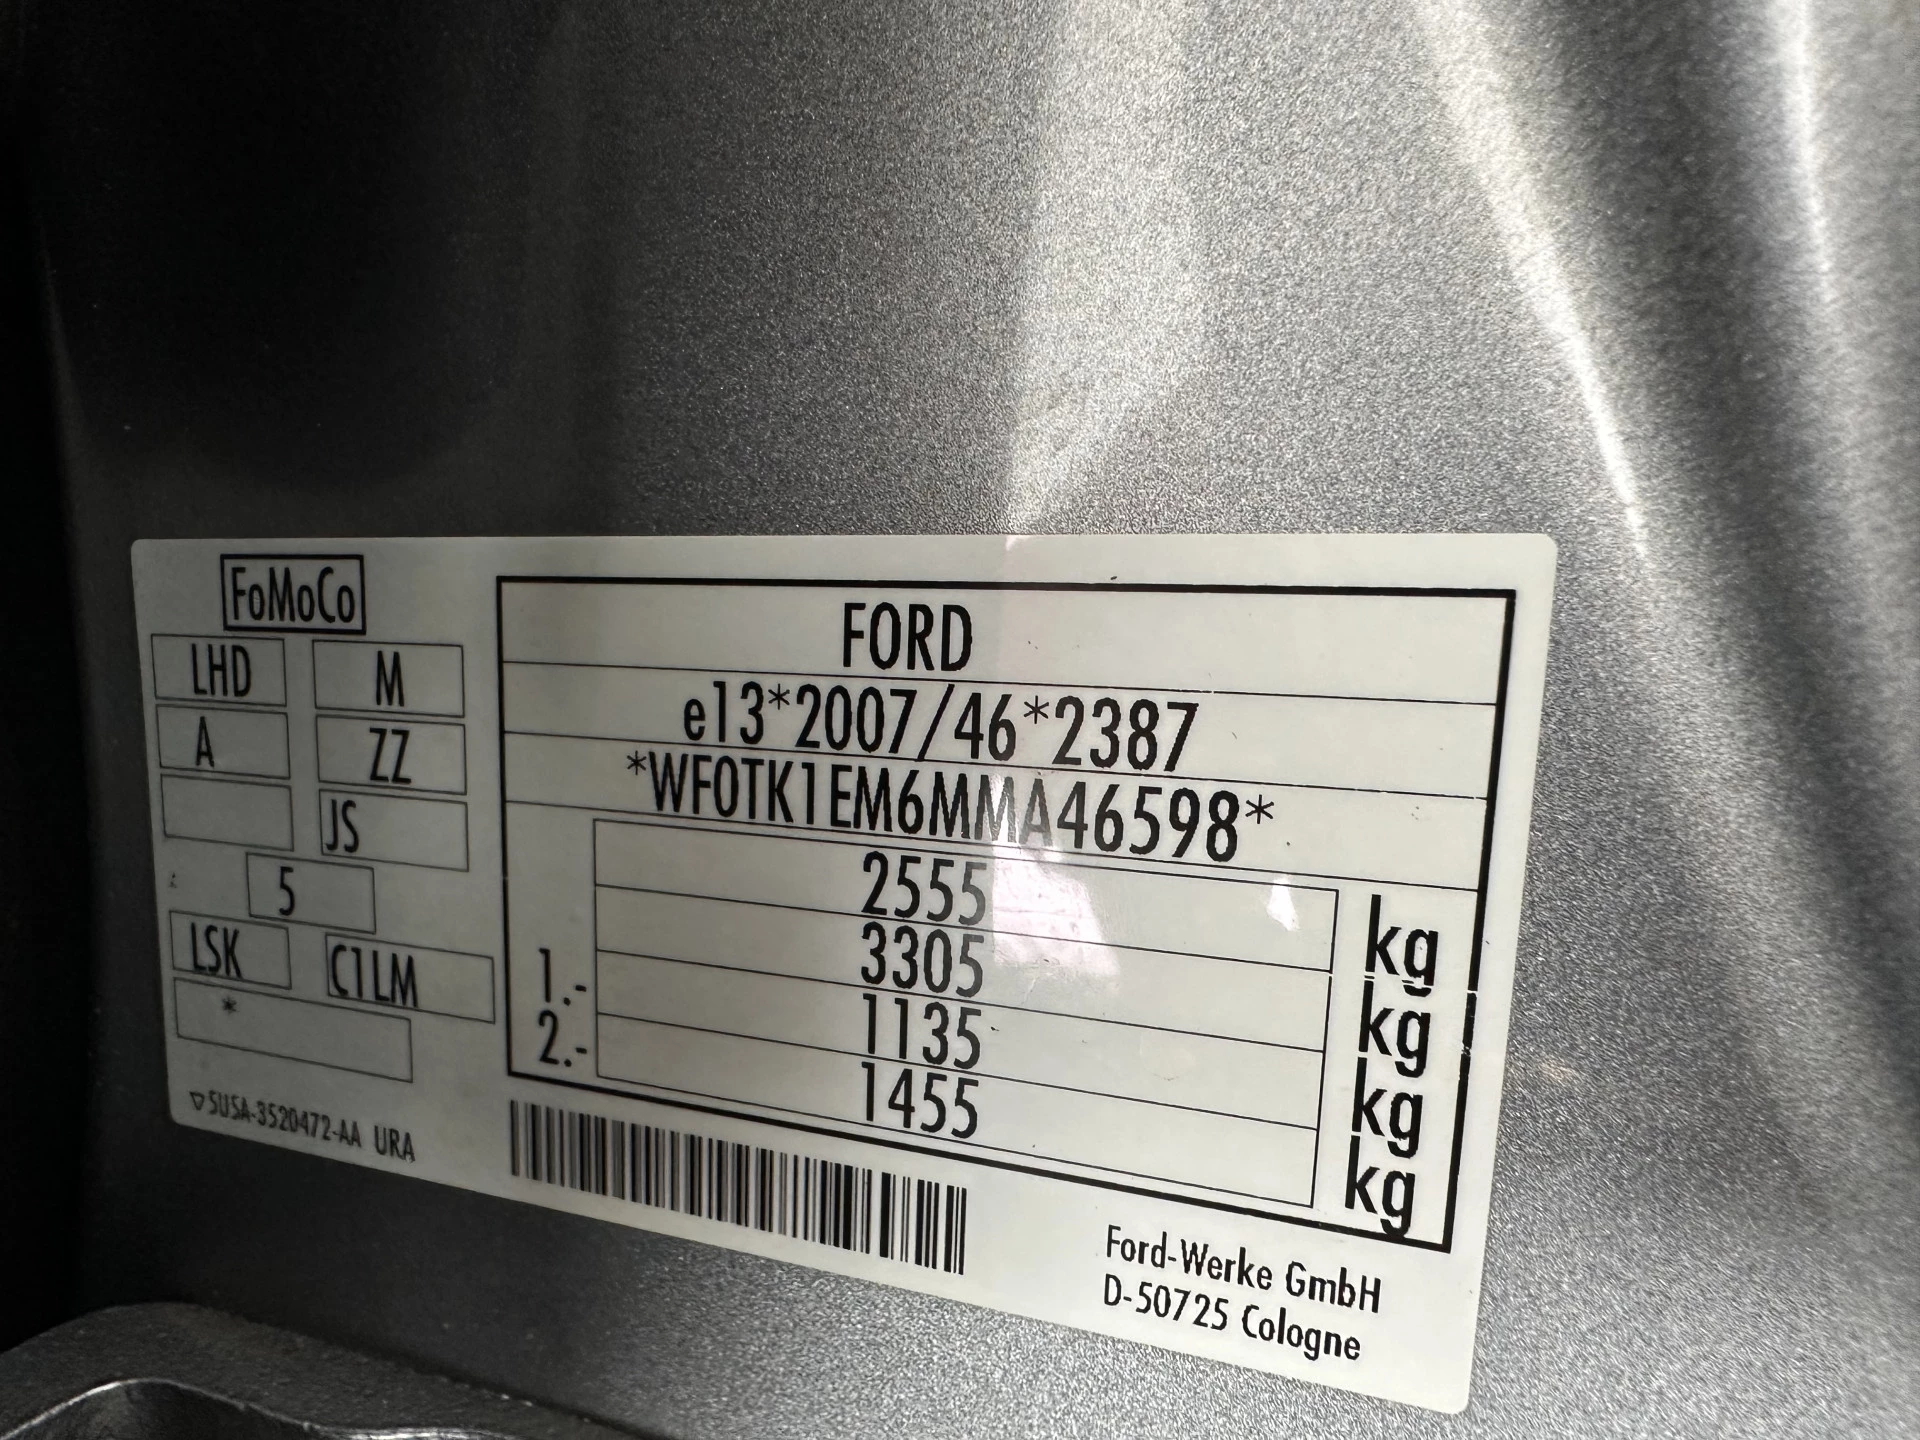 FoMoCo
LHD M
A ZZ
JS
5
LSK C1LM
*
5U5A-3520472-AA URA
FORD
e13*2007/46*2387
*WF0TK1EM6MMA46598*
2555 kg
3305 kg
1.- 1135 kg
2.- 1455 kg
Ford-Werke GmbH
D-50725 Cologne